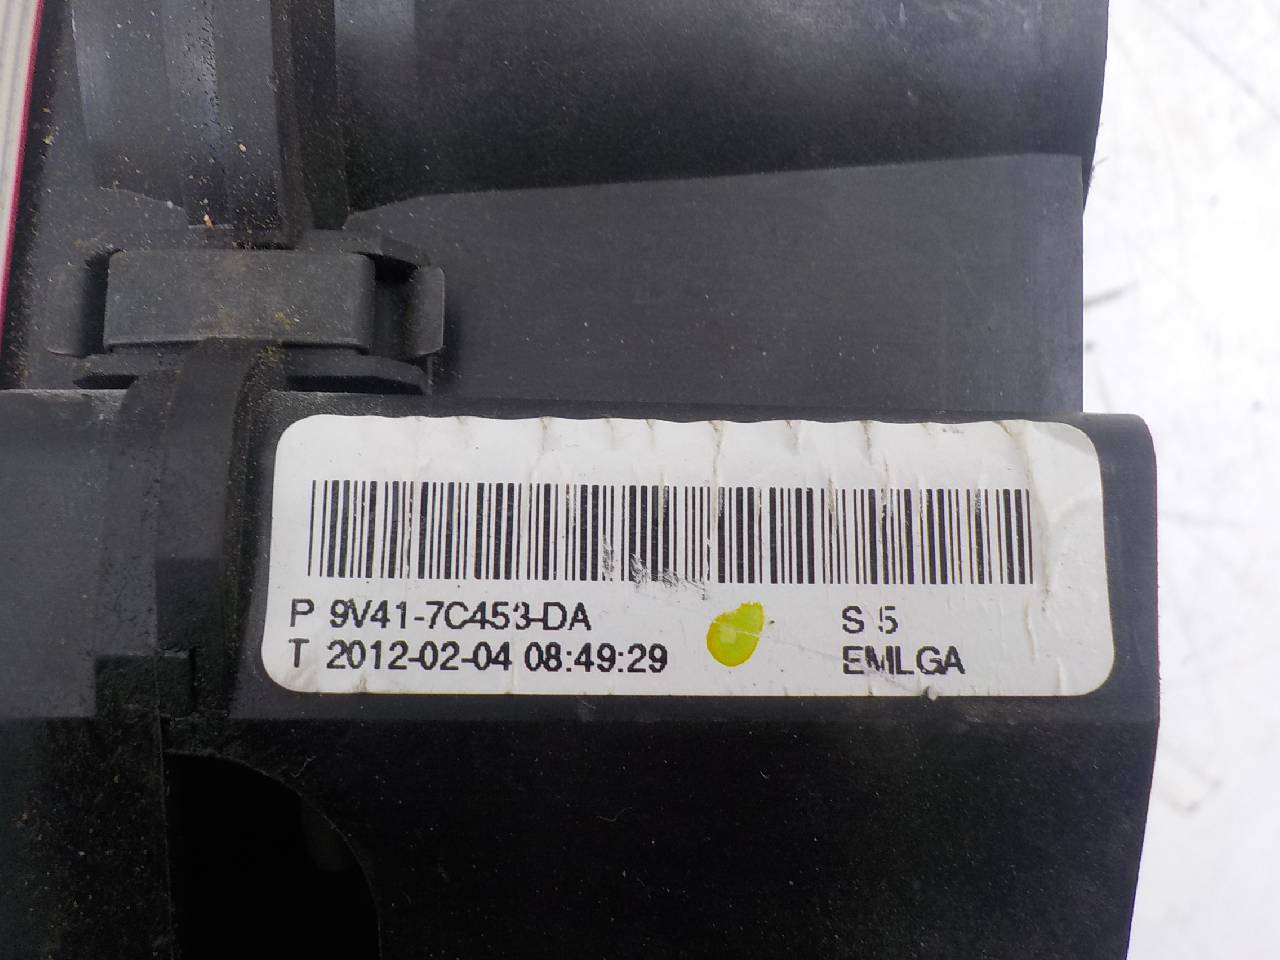 P 9V41-7C453-DA S 5
T 2012-02-04 08:49:29 EMLGA